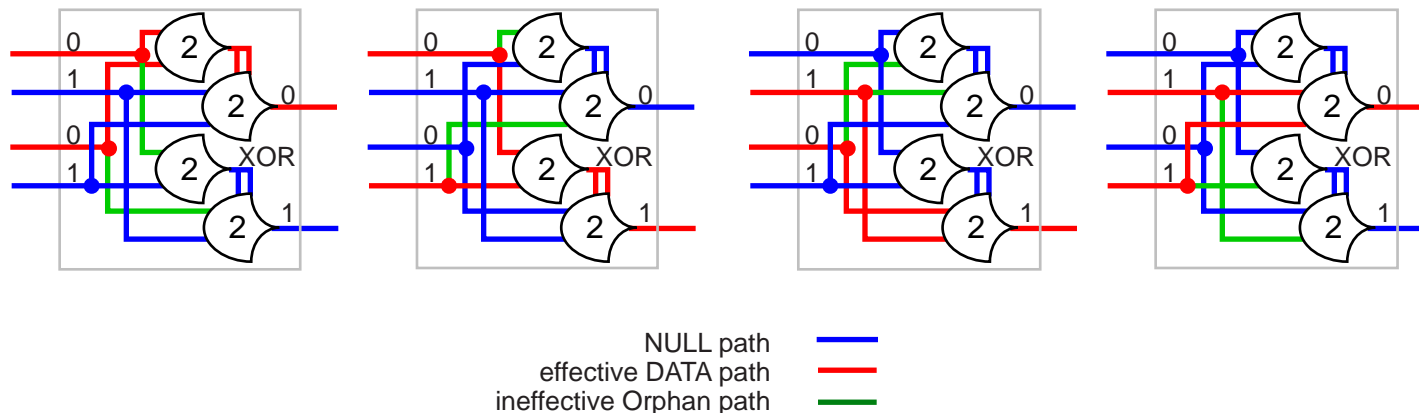 0 2 0 2 0 2 0 2
1 2 0 1 2 0 1 2 0 1 2 0
0 2 XOR 0 2 XOR 0 2 XOR 0 2 XOR
1 2 1 1 2 1 1 2 1 1 2 1
NULL path
effective DATA path
ineffective Orphan path